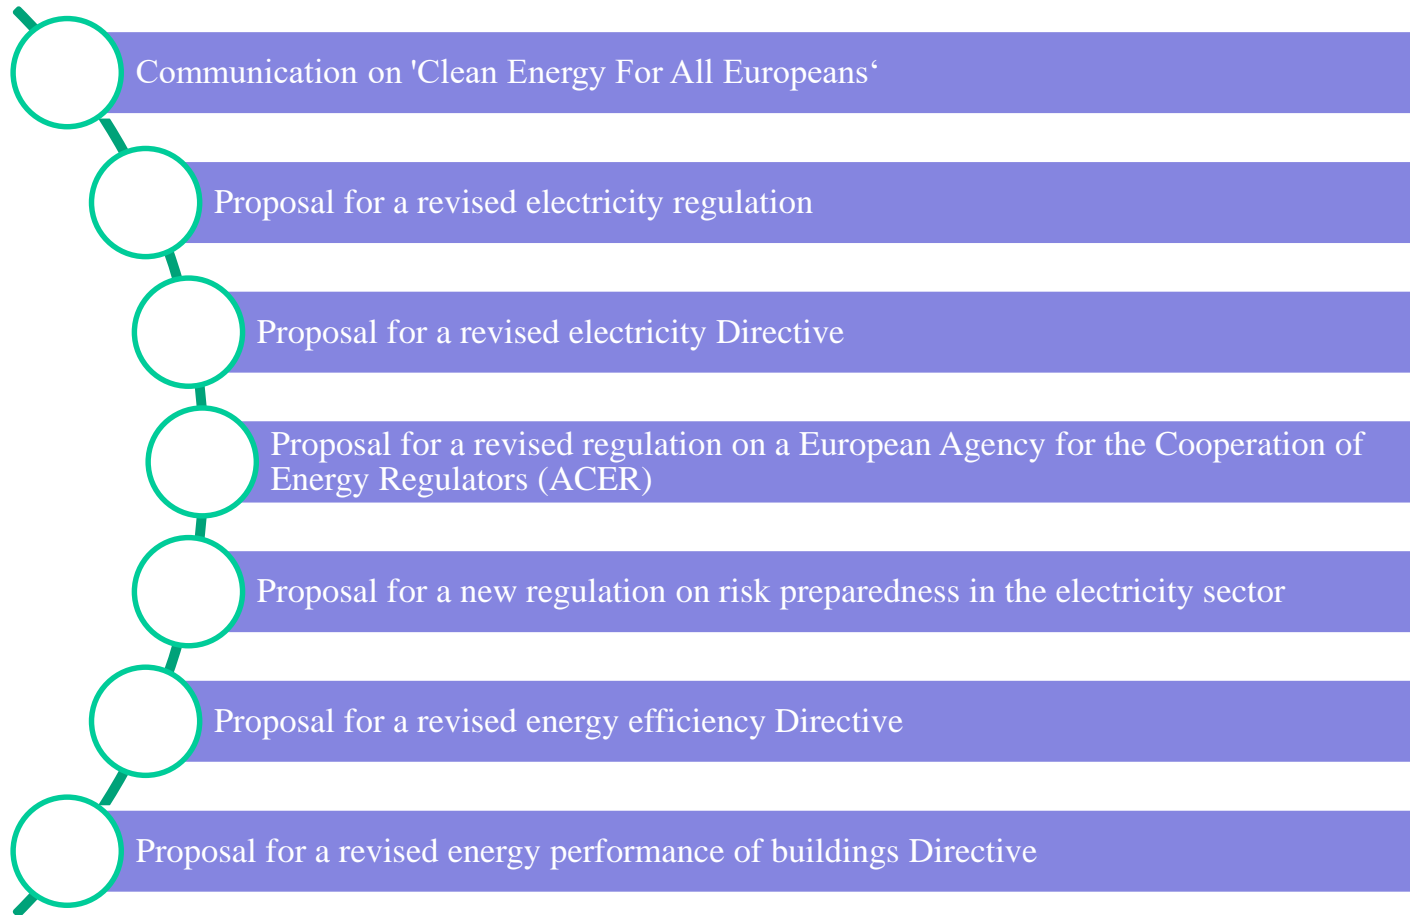 Communication on 'Clean Energy For All Europeans‘
Proposal for a revised electricity regulation
Proposal for a revised electricity Directive
Proposal for a revised regulation on a European Agency for the Cooperation of
Energy Regulators (ACER)
Proposal for a new regulation on risk preparedness in the electricity sector
Proposal for a revised energy efficiency Directive
Proposal for a revised energy performance of buildings Directive